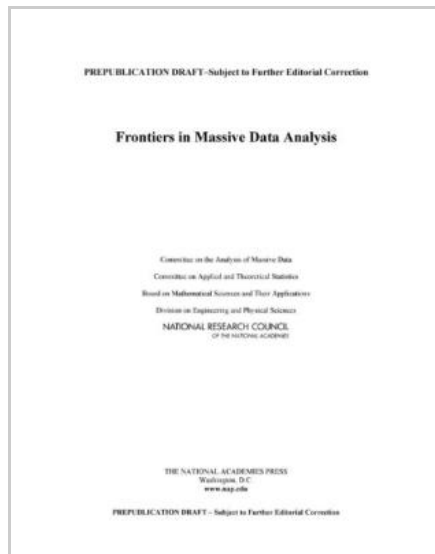 PREPUBLICATION DRAFT–Subject to Further Editorial Correction
Frontiers in Massive Data Analysis
Committee on the Analysis of Massive Data
Committee on Applied and Theoretical Statistics
Board on Mathematical Sciences and Their Applications
Division on Engineering and Physical Sciences
NATIONAL RESEARCH COUNCIL
OF THE NATIONAL ACADEMIES
THE NATIONAL ACADEMIES PRESS
Washington, D.C.
www.nap.edu
PREPUBLICATION DRAFT – Subject to Further Editorial Correction